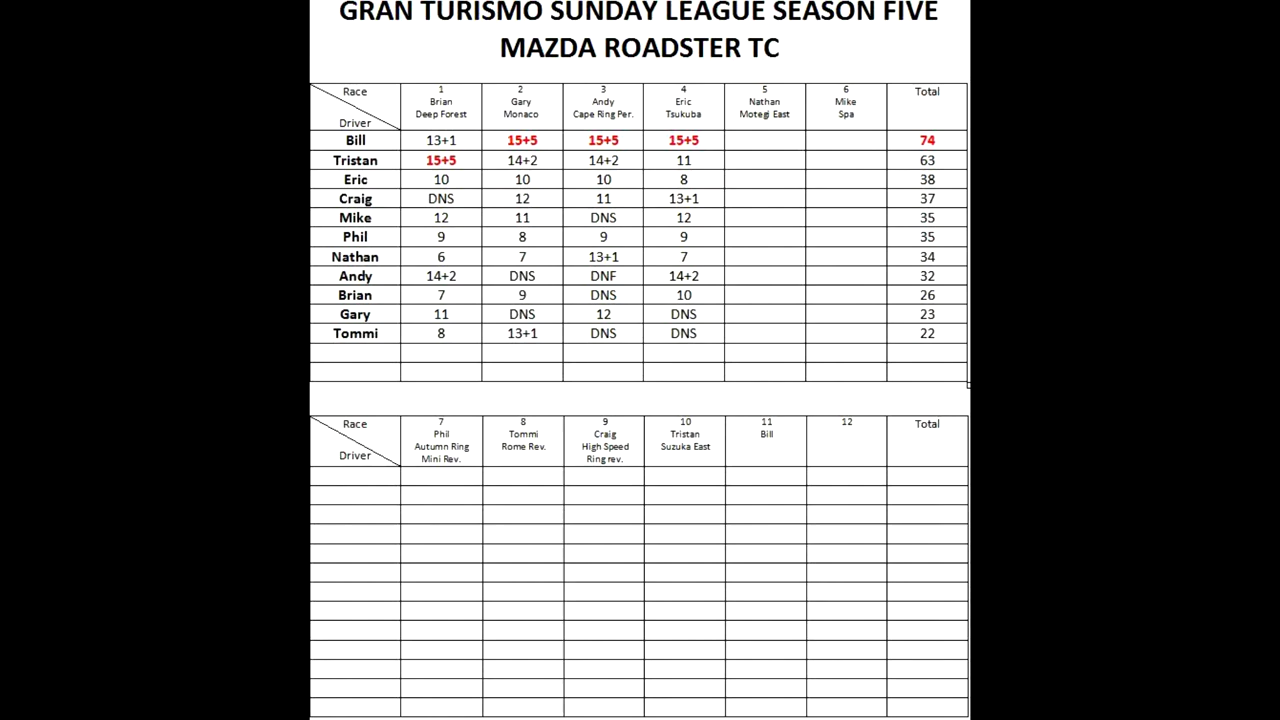 GRAN TURISMO SUNDAY LEAGUE SEASON FIVE
MAZDA ROADSTER TC
Race Driver 1 Brian Deep Forest 2 Gary Monaco 3 Andy Cape Ring Per. 4 Eric Tsukuba 5 Nathan Motegi East 6 Mike Spa Total
Bill 13+1 15+5 15+5 15+5 74
Tristan 15+5 14+2 14+2 11 63
Eric 10 10 10 8 38
Craig DNS 12 11 13+1 37
Mike 12 11 DNS 12 35
Phil 9 8 9 9 35
Nathan 6 7 13+1 7 34
Andy 14+2 DNS DNF 14+2 32
Brian 7 9 DNS 10 26
Gary 11 DNS 12 DNS 23
Tommi 8 13+1 DNS DNS 22
Race Driver 7 Phil Autumn Ring Mini Rev. 8 Tommi Rome Rev. 9 Craig High Speed Ring rev. 10 Tristan Suzuka East 11 Bill 12 Total